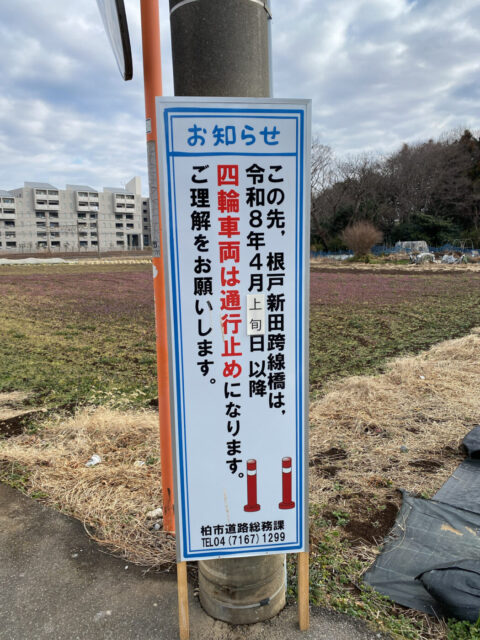 お知らせ
この先，根戸新田跨線橋は，
令和8年4月上旬日以降
四輪車両は通行止めになります。
ご理解をお願いします。
柏市道路総務課
TEL04(7167)1299